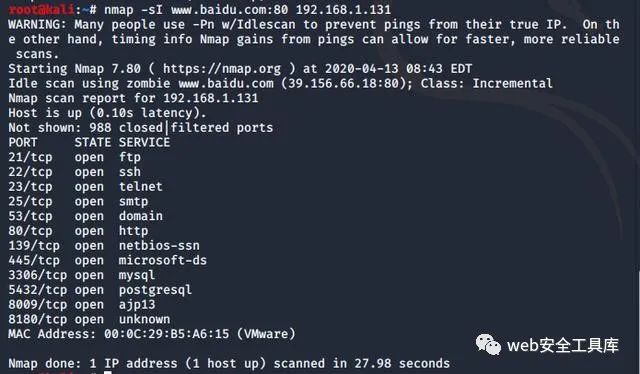 root@kali:~# nmap -sI www.baidu.com:80 192.168.1.131
WARNING: Many people use -Pn w/Idlescan to prevent pings from their true IP.  On th
e other hand, timing info Nmap gains from pings can allow for faster, more reliable
 scans.
Starting Nmap 7.80 ( https://nmap.org ) at 2020-04-13 08:43 EDT
Idle scan using zombie www.baidu.com (39.156.66.18:80); Class: Incremental
Nmap scan report for 192.168.1.131
Host is up (0.10s latency).
Not shown: 988 closed|filtered ports
PORT     STATE SERVICE
21/tcp   open  ftp
22/tcp   open  ssh
23/tcp   open  telnet
25/tcp   open  smtp
53/tcp   open  domain
80/tcp   open  http
139/tcp  open  netbios-ssn
445/tcp  open  microsoft-ds
3306/tcp open  mysql
5432/tcp open  postgresql
8009/tcp open  ajp13
8180/tcp open  unknown
MAC Address: 00:0C:29:B5:A6:15 (VMware)
web安全工具库
Nmap done: 1 IP address (1 host up) scanned in 27.98 seconds